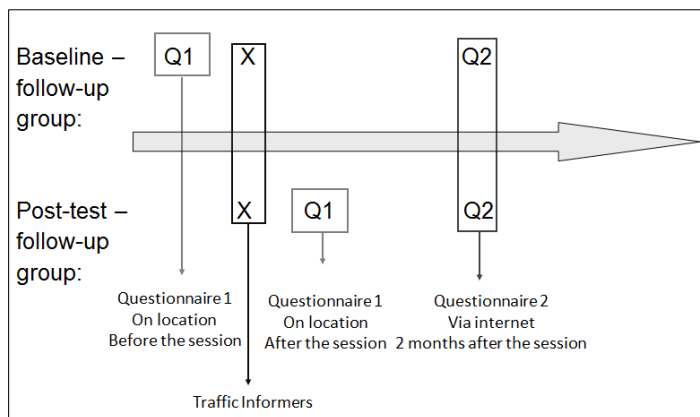 Baseline –
follow-up
group:
Q1
X
Q2
Post-test –
follow-up
group:
X
Q1
Q2
Questionnaire 1
On location
Before the session
Questionnaire 1
On location
After the session
Questionnaire 2
Via internet
2 months after the session
Traffic Informers